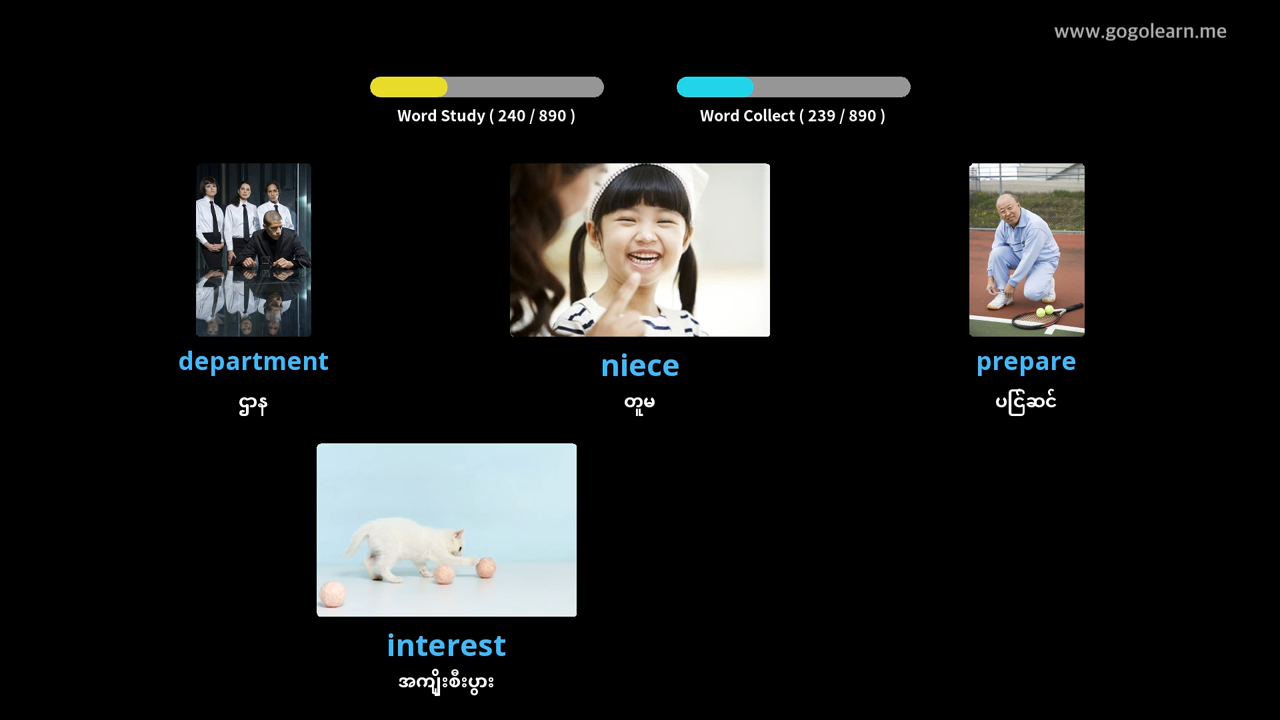 www.gogolearn.me
Word Study ( 240 / 890 )
Word Collect ( 239 / 890 )
department
ဌာန
niece
တူမ
prepare
ပြင်ဆင်
interest
အကျိုးစီးပွား